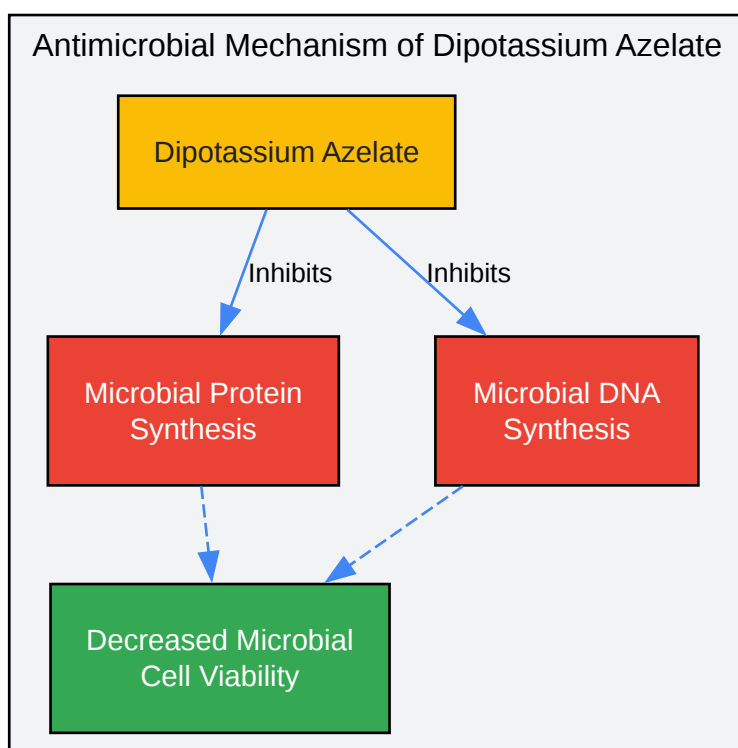 Antimicrobial Mechanism of Dipotassium Azelate
Dipotassium Azelate
Inhibits
Inhibits
Microbial Protein
Synthesis
Microbial DNA
Synthesis
Decreased Microbial
Cell Viability